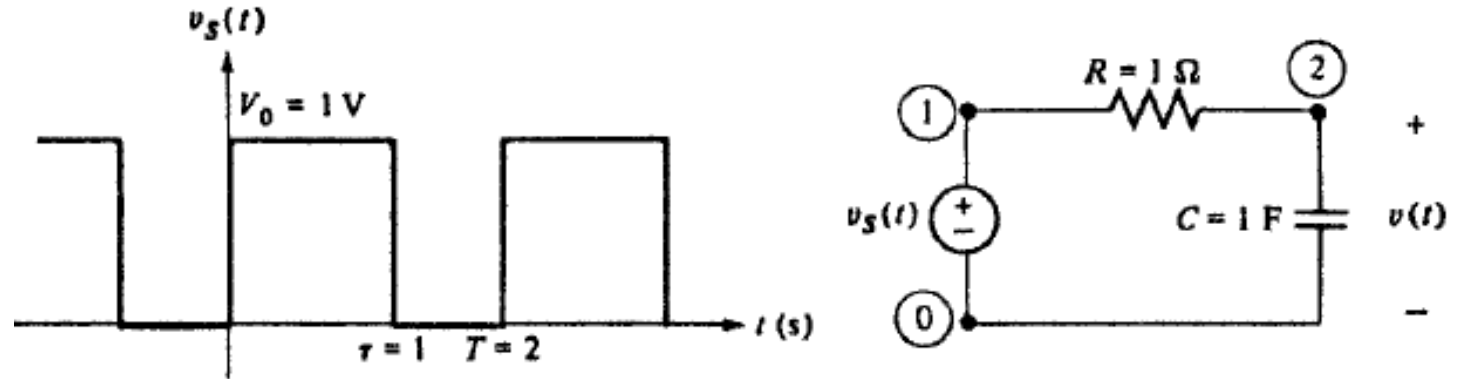 v_S(t)
V_0 = 1 V
τ = 1 T = 2
t (s)
1
R = 1 Ω
2
+
v_S(t)
+
−
C = 1 F
v(t)
0
−